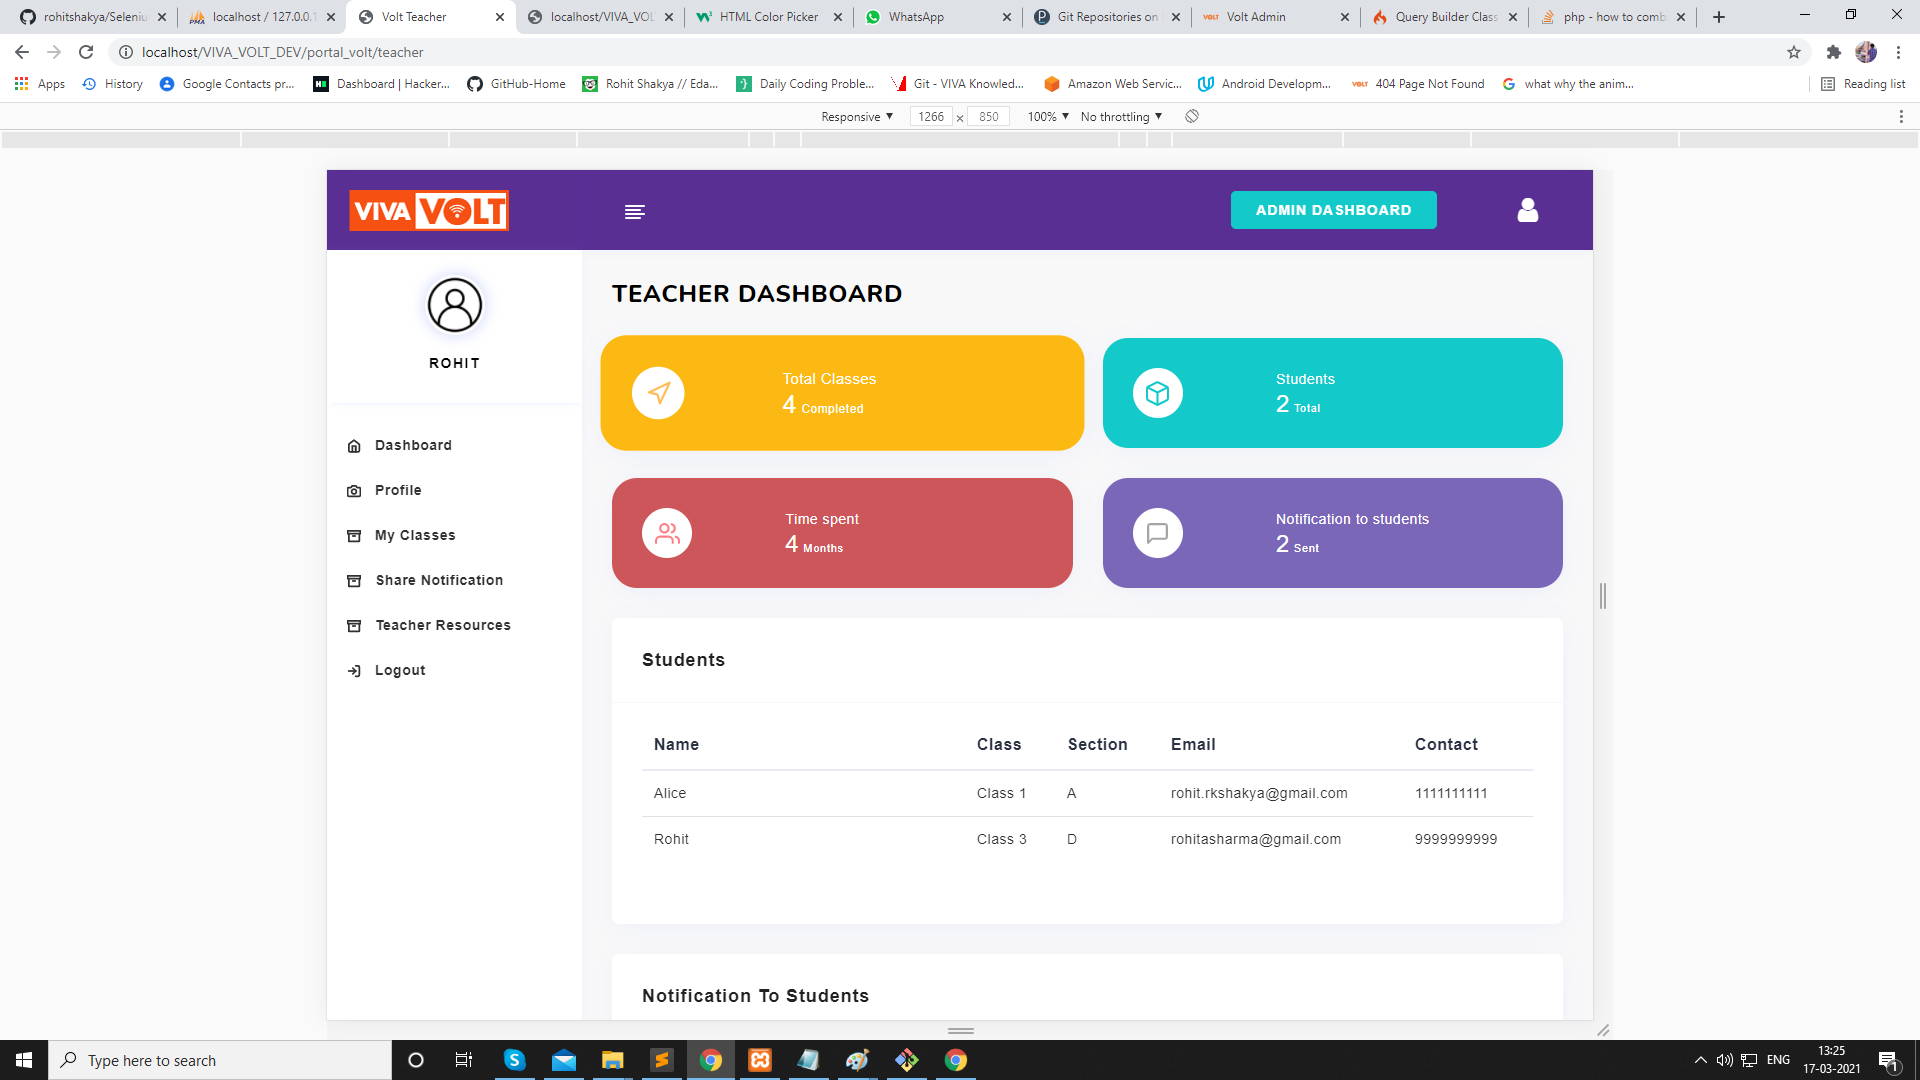 rohitshakya/Seleniu
localhost / 127.0.0.1
Volt Teacher
localhost/VIVA_VOL
HTML Color Picker
WhatsApp
Git Repositories on
Volt Admin
Query Builder Class
php - how to comb
localhost/VIVA_VOLT_DEV/portal_volt/teacher
Apps
History
Google Contacts pr...
Dashboard | Hacker...
GitHub-Home
Rohit Shakya // Eda...
Daily Coding Proble...
Git - VIVA Knowled...
Amazon Web Servic...
Android Developm...
404 Page Not Found
what why the anim...
Reading list
Responsive
1266 x 850
100%
No throttling
VIVA VOLT
ADMIN DASHBOARD
ROHIT
Dashboard
Profile
My Classes
Share Notification
Teacher Resources
Logout
TEACHER DASHBOARD
Total Classes
4 Completed
Students
2 Total
Time spent
4 Months
Notification to students
2 Sent
Students
Name Class Section Email Contact
Alice Class 1 A rohit.rkshakya@gmail.com 1111111111
Rohit Class 3 D rohitasharma@gmail.com 9999999999
Notification To Students
Type here to search
ENG
13:25
17-03-2021
1